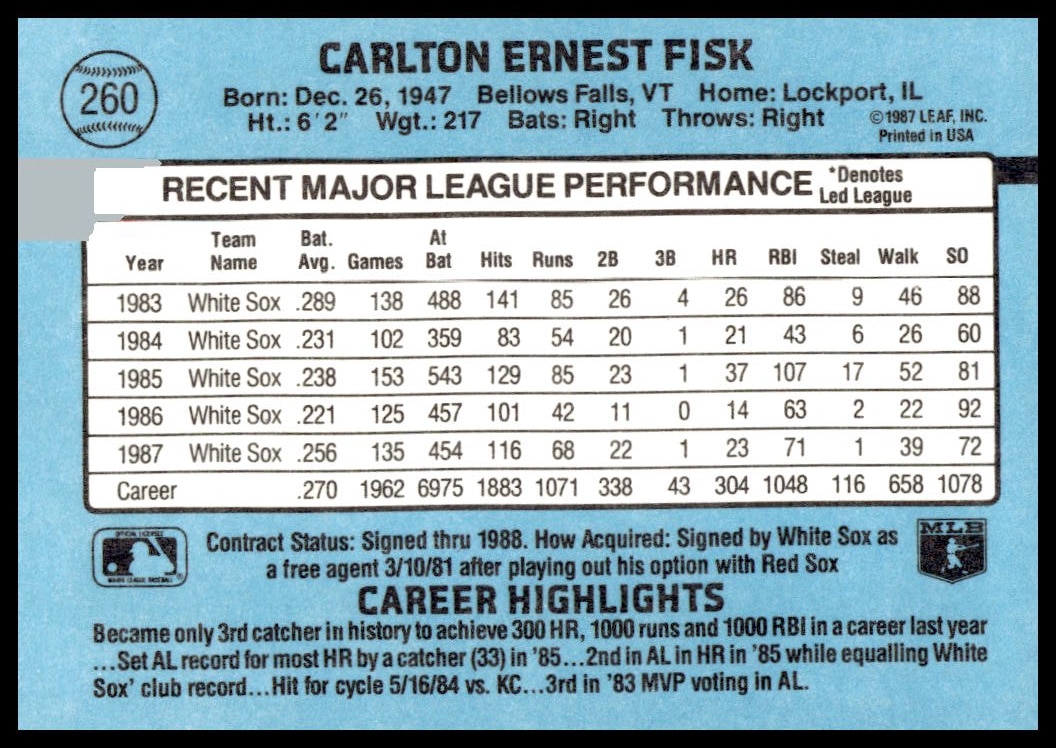 260
CARLTON ERNEST FISK
Born: Dec. 26, 1947 Bellows Falls, VT Home: Lockport, IL
Ht.: 6´2˝ Wgt.: 217 Bats: Right Throws: Right
©1987 LEAF, INC.
Printed in USA
RECENT MAJOR LEAGUE PERFORMANCE
*Denotes
Led League
Year Team Name Bat. Avg. Games At Bat Hits Runs 2B 3B HR RBI Steal Walk SO
1983 White Sox .289 138 488 141 85 26 4 26 86 9 46 88
1984 White Sox .231 102 359 83 54 20 1 21 43 6 26 60
1985 White Sox .238 153 543 129 85 23 1 37 107 17 52 81
1986 White Sox .221 125 457 101 42 11 0 14 63 2 22 92
1987 White Sox .256 135 454 116 68 22 1 23 71 1 39 72
Career .270 1962 6975 1883 1071 338 43 304 1048 116 658 1078
OFFICIAL LICENSEE
MAJOR LEAGUE BASEBALL
MLB
Contract Status: Signed thru 1988. How Acquired: Signed by White Sox as
a free agent 3/10/81 after playing out his option with Red Sox
CAREER HIGHLIGHTS
Became only 3rd catcher in history to achieve 300 HR, 1000 runs and 1000 RBI in a career last year
...Set AL record for most HR by a catcher (33) in '85...2nd in AL in HR in '85 while equalling White
Sox' club record...Hit for cycle 5/16/84 vs. KC...3rd in '83 MVP voting in AL.